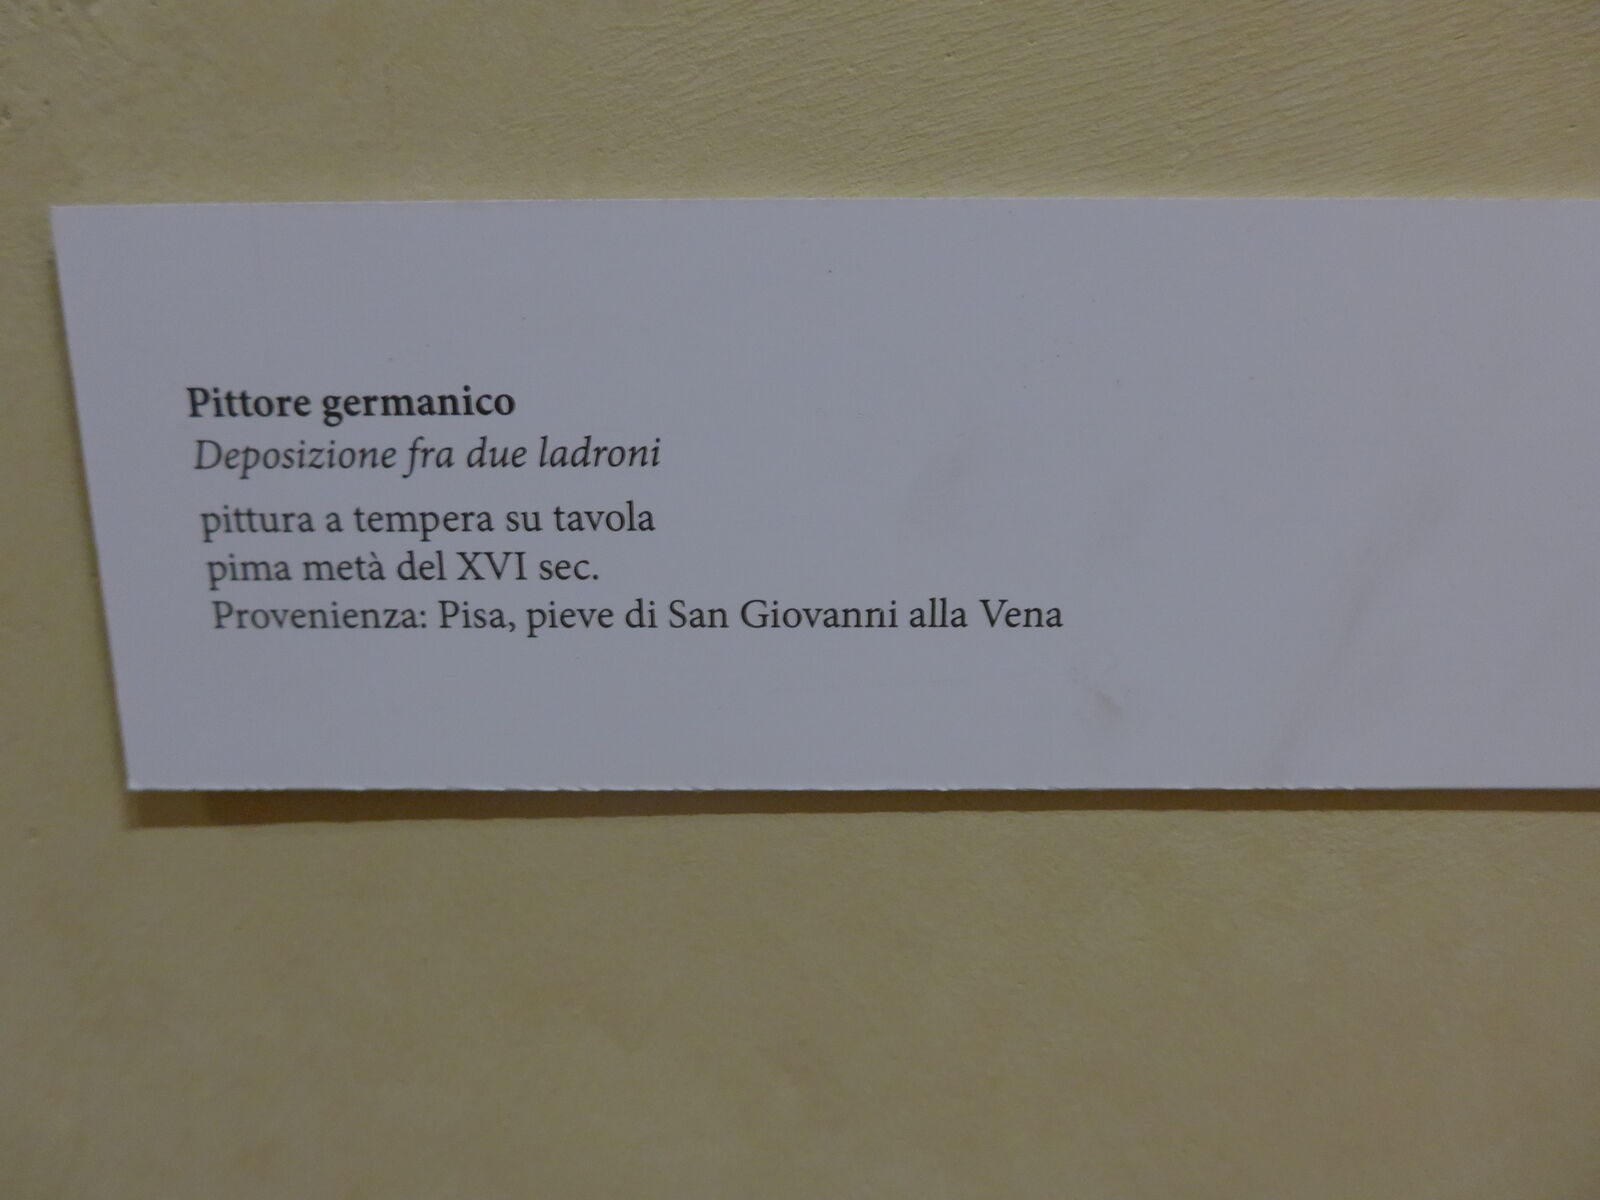 Pittore germanico
Deposizione fra due ladroni
pittura a tempera su tavola
pima metà del XVI sec.
Provenienza: Pisa, pieve di San Giovanni alla Vena